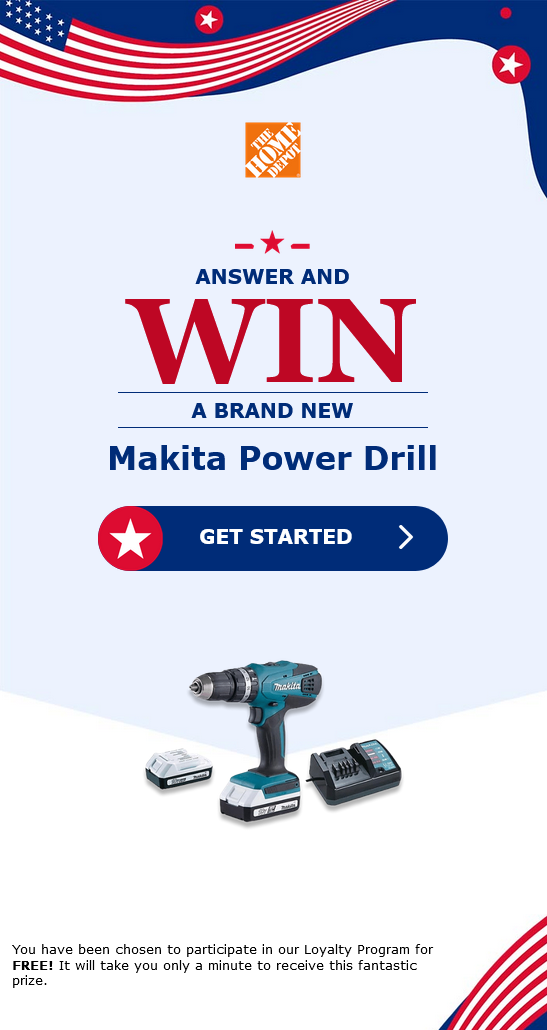 THE
HOME
DEPOT
ANSWER AND
WIN
A BRAND NEW
Makita Power Drill
GET STARTED
makita
You have been chosen to participate in our Loyalty Program for
FREE! It will take you only a minute to receive this fantastic
prize.